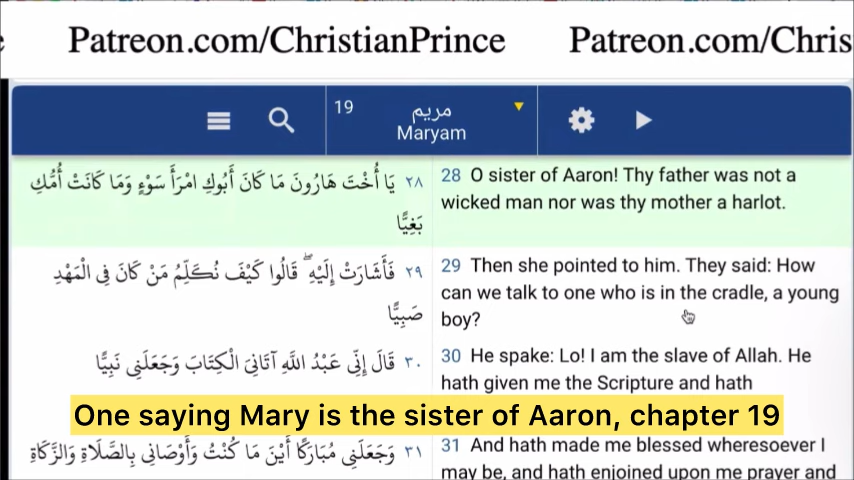 Patreon.com/ChristianPrince Patreon.com/Chris
19 مريم
Maryam
٢٨ يَا أُخْتَ هَارُونَ مَا كَانَ أَبُوكِ امْرَأَ سَوْءٍ وَمَا كَانَتْ أُمُّكِ
بَغِيًّا
28 O sister of Aaron! Thy father was not a
wicked man nor was thy mother a harlot.
٢٩ فَأَشَارَتْ إِلَيْهِ ۖ قَالُوا كَيْفَ نُكَلِّمُ مَنْ كَانَ فِي الْمَهْدِ
صَبِيًّا
29 Then she pointed to him. They said: How
can we talk to one who is in the cradle, a young
boy?
٣٠ قَالَ إِنِّي عَبْدُ اللَّهِ آتَانِيَ الْكِتَابَ وَجَعَلَنِي نَبِيًّا
30 He spake: Lo! I am the slave of Allah. He
hath given me the Scripture and hath
One saying Mary is the sister of Aaron, chapter 19
٣١ وَجَعَلَنِي مُبَارَكًا أَيْنَ مَا كُنْتُ وَأَوْصَانِي بِالصَّلَاةِ وَالزَّكَاةِ
31 And hath made me blessed wheresoever I
may be, and hath enjoined upon me prayer and